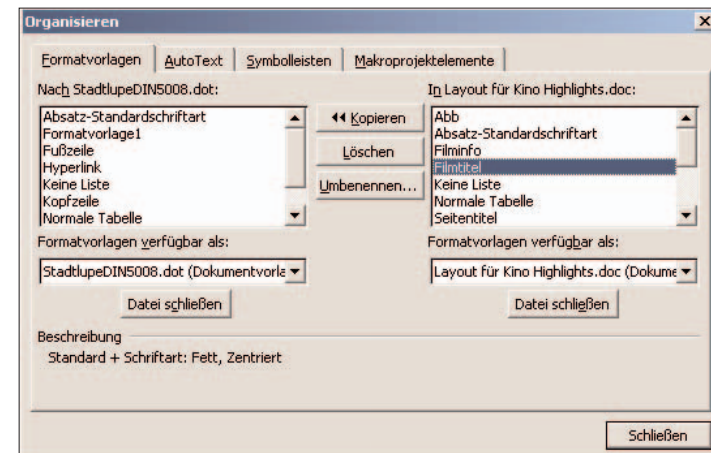 Organisieren
Formatvorlagen AutoText Symbolleisten Makroprojektelemente
Nach StadtlupeDIN5008.dot:
Absatz-Standardschriftart
Formatvorlage1
Fußzeile
Hyperlink
Keine Liste
Kopfzeile
Normale Tabelle
Formatvorlagen verfügbar als:
StadtlupeDIN5008.dot (Dokumentvorla
Datei schließen
Kopieren
Löschen
Umbenennen...
In Layout für Kino Highlights.doc:
Abb
Absatz-Standardschriftart
Filminfo
Filmtitel
Keine Liste
Normale Tabelle
Seitentitel
Formatvorlagen verfügbar als:
Layout für Kino Highlights.doc (Dokume
Datei schließen
Beschreibung
Standard + Schriftart: Fett, Zentriert
Schließen